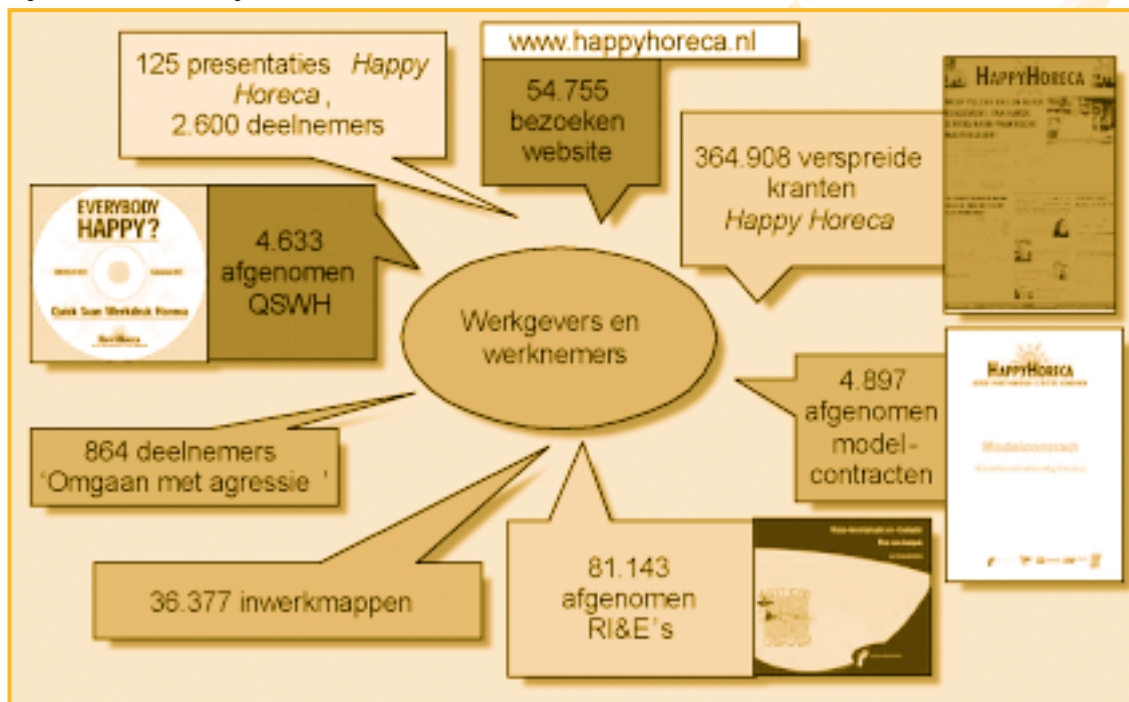 125 presentaties Happy
Horeca,
2.600 deelnemers
www.happyhoreca.nl
54.755
bezoeken
website
364.908 verspreide
kranten
Happy Horeca
HAPPYHORECA
EVERYBODY
HAPPY?
Quick Scan Werkdruk Horeca
4.633
afgenomen
QSWH
Werkgevers en
werknemers
4.897
afgenomen
model-
contracten
HAPPYHORECA
Modelcontract
864 deelnemers
'Omgaan met agressie '
36.377 inwerkmappen
81.143
afgenomen
RI&E's